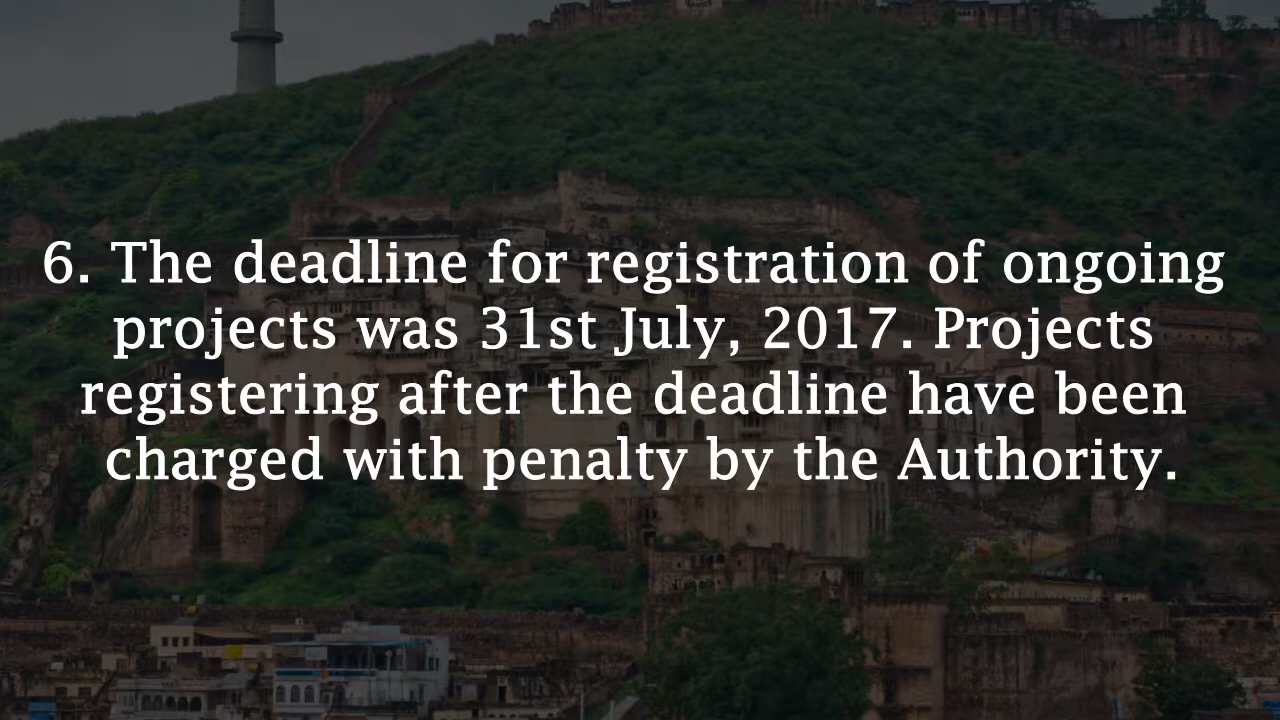 6. The deadline for registration of ongoing
projects was 31st July, 2017. Projects
registering after the deadline have been
charged with penalty by the Authority.